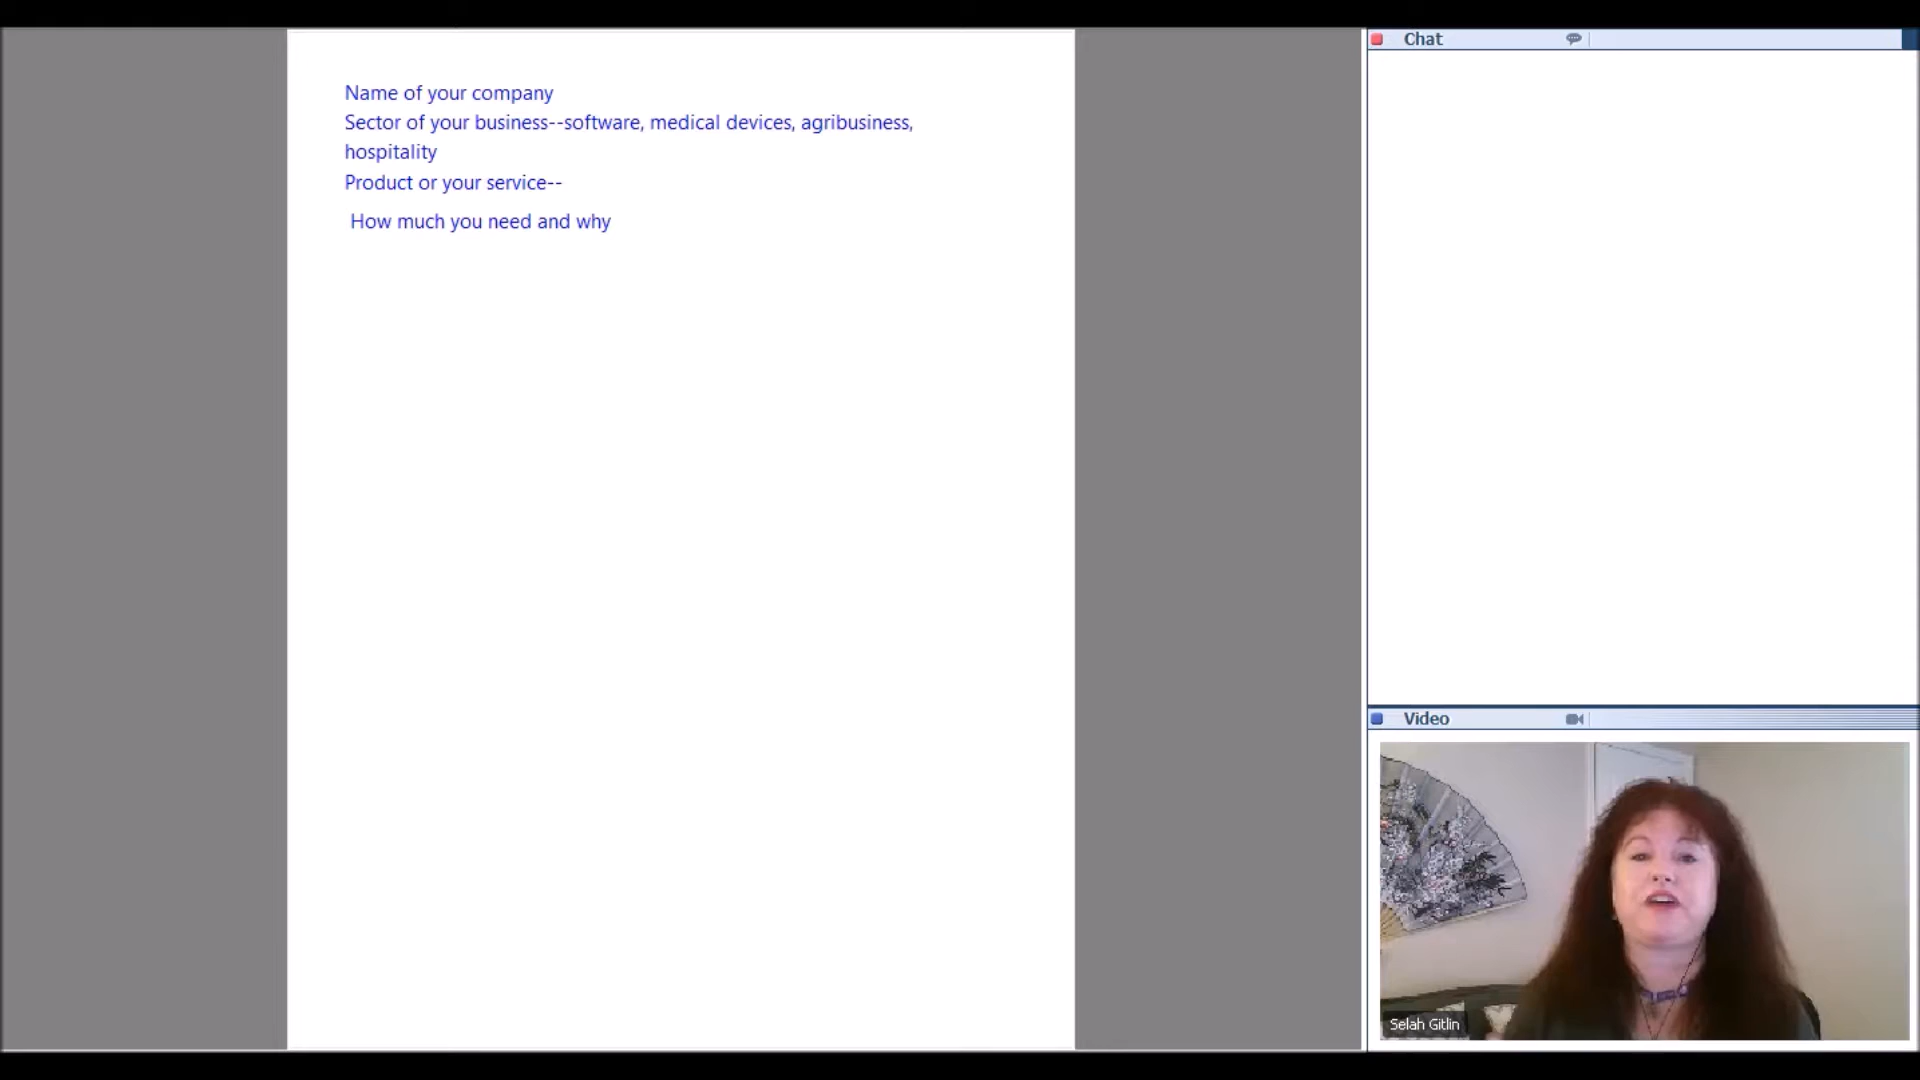 Name of your company
Sector of your business--software, medical devices, agribusiness,
hospitality
Product or your service--
How much you need and why
Chat
Video
Selah Gitlin